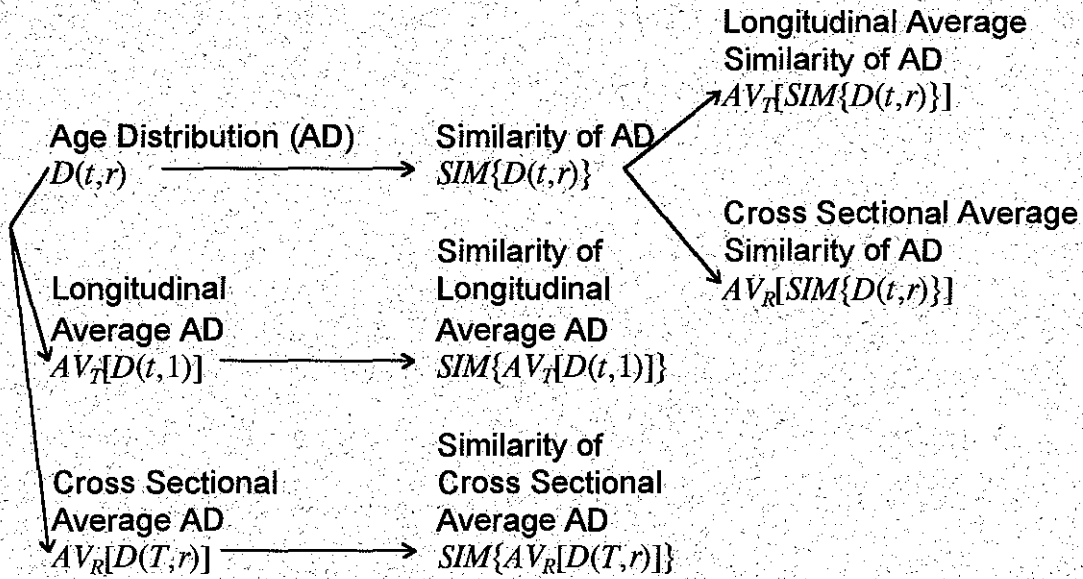 Longitudinal Average
Similarity of AD
AV_T[SIM{D(t,r)}]
Age Distribution (AD)
D(t,r)
Similarity of AD
SIM{D(t,r)}
Cross Sectional Average
Similarity of AD
AV_R[SIM{D(t,r)}]
Longitudinal
Average AD
AV_T[D(t,1)]
Similarity of
Longitudinal
Average AD
SIM{AV_T[D(t,1)]}
Cross Sectional
Average AD
AV_R[D(T,r)]
Similarity of
Cross Sectional
Average AD
SIM{AV_R[D(T,r)]}